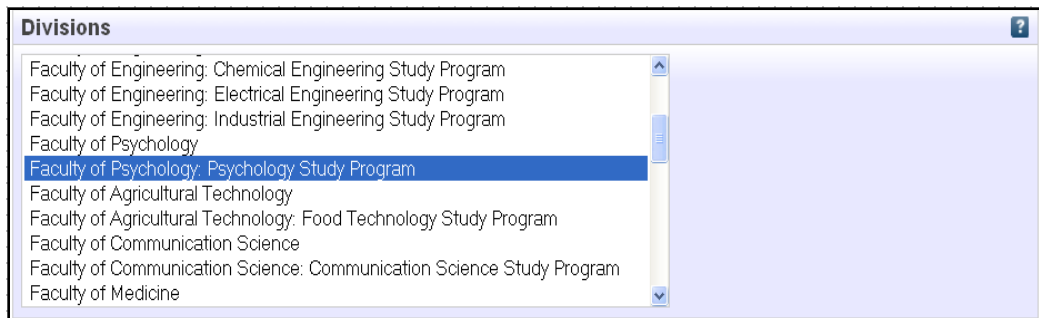 Divisions
?
Faculty of Engineering: Chemical Engineering Study Program
Faculty of Engineering: Electrical Engineering Study Program
Faculty of Engineering: Industrial Engineering Study Program
Faculty of Psychology
Faculty of Psychology: Psychology Study Program
Faculty of Agricultural Technology
Faculty of Agricultural Technology: Food Technology Study Program
Faculty of Communication Science
Faculty of Communication Science: Communication Science Study Program
Faculty of Medicine